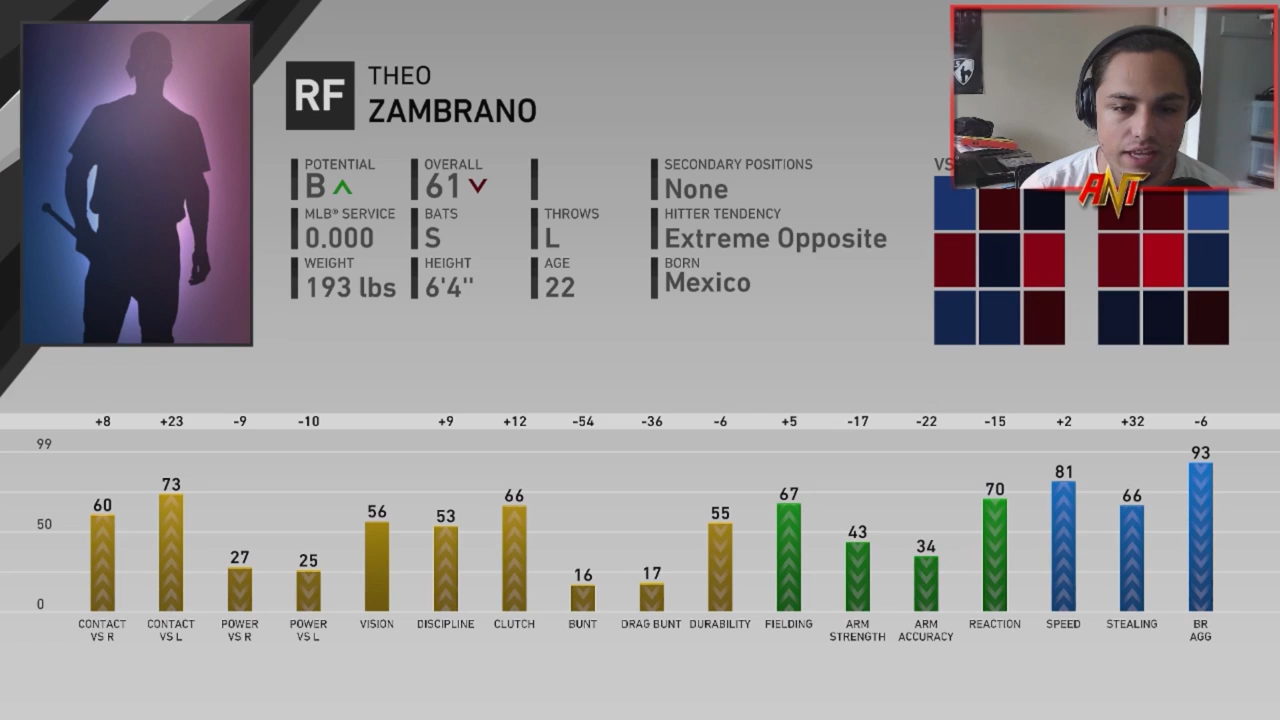 RF
THEO
ZAMBRANO
POTENTIAL
B
OVERALL
61
SECONDARY POSITIONS
None
VS
MLB® SERVICE
0.000
BATS
S
THROWS
L
HITTER TENDENCY
Extreme Opposite
WEIGHT
193 lbs
HEIGHT
6'4"
AGE
22
BORN
Mexico
ANT
+8 +23 -9 -10 +9 +12 -54 -36 -6 +5 -17 -22 -15 +2 +32 -6
99
50
0
60 73 27 25 56 53 66 16 17 55 67 43 34 70 81 66 93
CONTACT VS R
CONTACT VS L
POWER VS R
POWER VS L
VISION
DISCIPLINE
CLUTCH
BUNT
DRAG BUNT
DURABILITY
FIELDING
ARM STRENGTH
ARM ACCURACY
REACTION
SPEED
STEALING
BR AGG